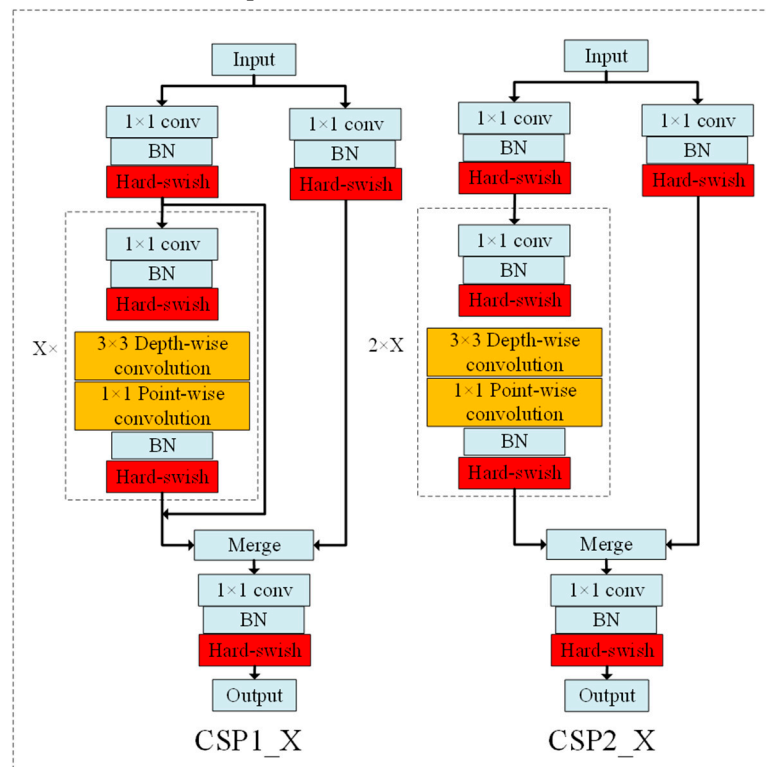 Input
1×1 conv
BN
Hard-swish
1×1 conv
BN
Hard-swish
X×
1×1 conv
BN
Hard-swish
3×3 Depth-wise
convolution
1×1 Point-wise
convolution
BN
Hard-swish
Merge
1×1 conv
BN
Hard-swish
Output
CSP1_X
Input
1×1 conv
BN
Hard-swish
1×1 conv
BN
Hard-swish
2×X
1×1 conv
BN
Hard-swish
3×3 Depth-wise
convolution
1×1 Point-wise
convolution
BN
Hard-swish
Merge
1×1 conv
BN
Hard-swish
Output
CSP2_X